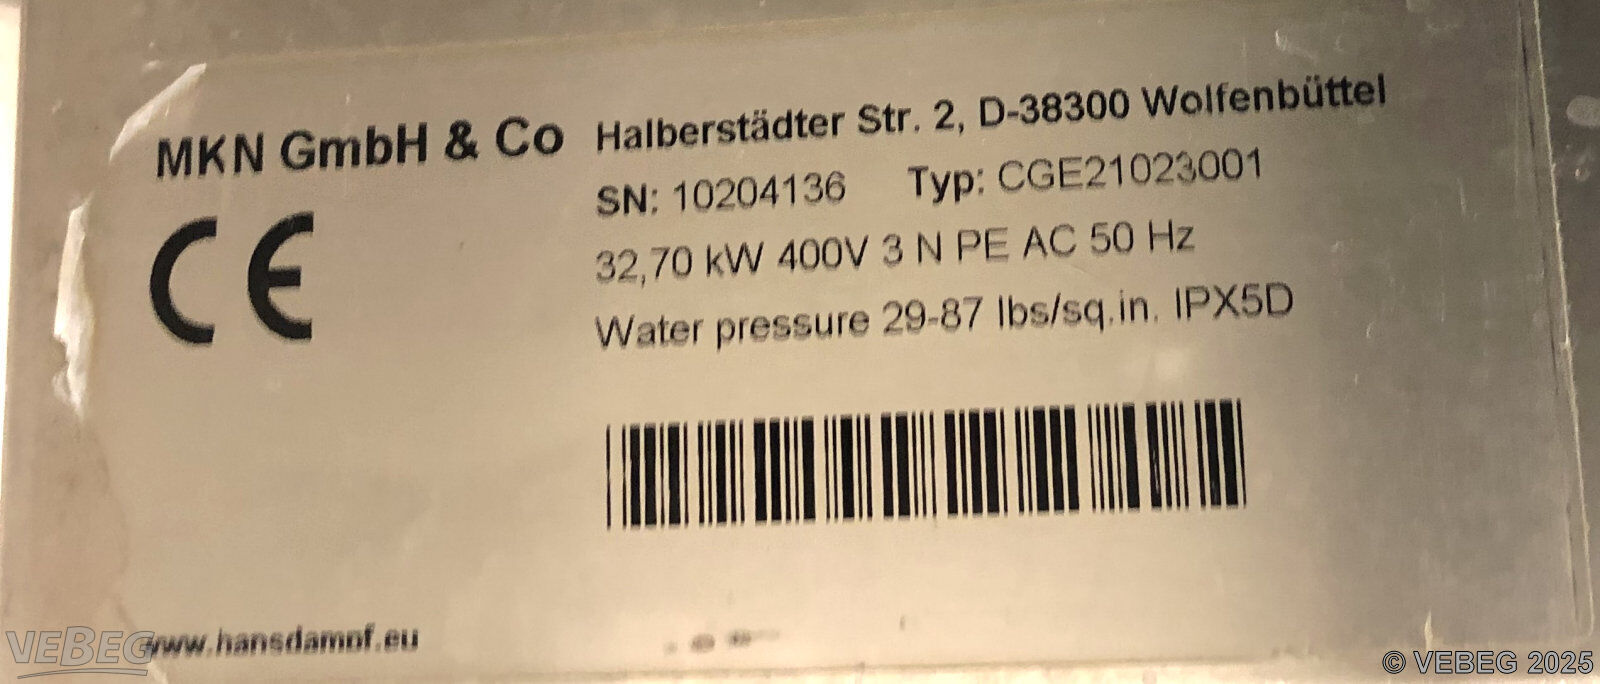 MKN GmbH & Co
Halberstädter Str. 2, D-38300 Wolfenbüttel
SN: 10204136 Typ: CGE21023001
CE
32,70 kW 400V 3 N PE AC 50 Hz
Water pressure 29-87 lbs/sq.in. IPX5D
www.hansdampf.eu
VEBEG
© VEBEG 2025